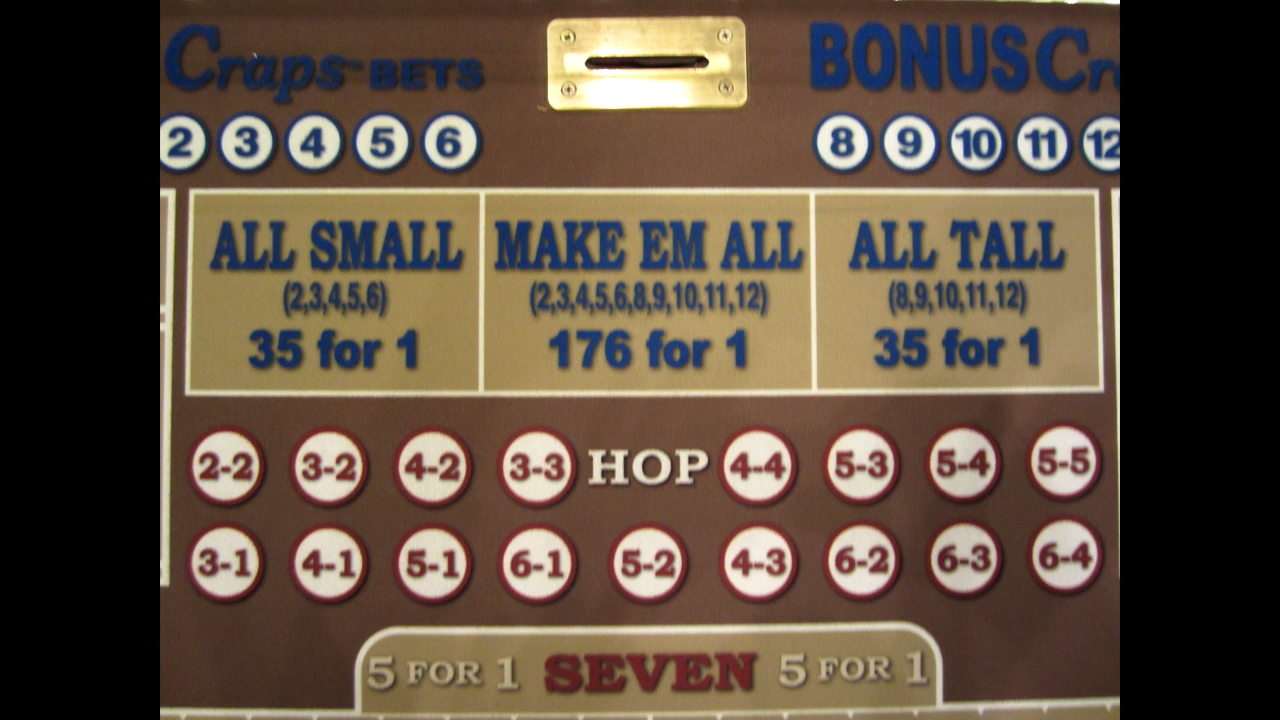 Craps™ BETS BONUS Cr
2 3 4 5 6 8 9 10 11 12
ALL SMALL MAKE EM ALL ALL TALL
(2,3,4,5,6) (2,3,4,5,6,8,9,10,11,12) (8,9,10,11,12)
35 for 1 176 for 1 35 for 1
2-2 3-2 4-2 3-3 HOP 4-4 5-3 5-4 5-5
3-1 4-1 5-1 6-1 5-2 4-3 6-2 6-3 6-4
5 FOR 1 SEVEN 5 FOR 1